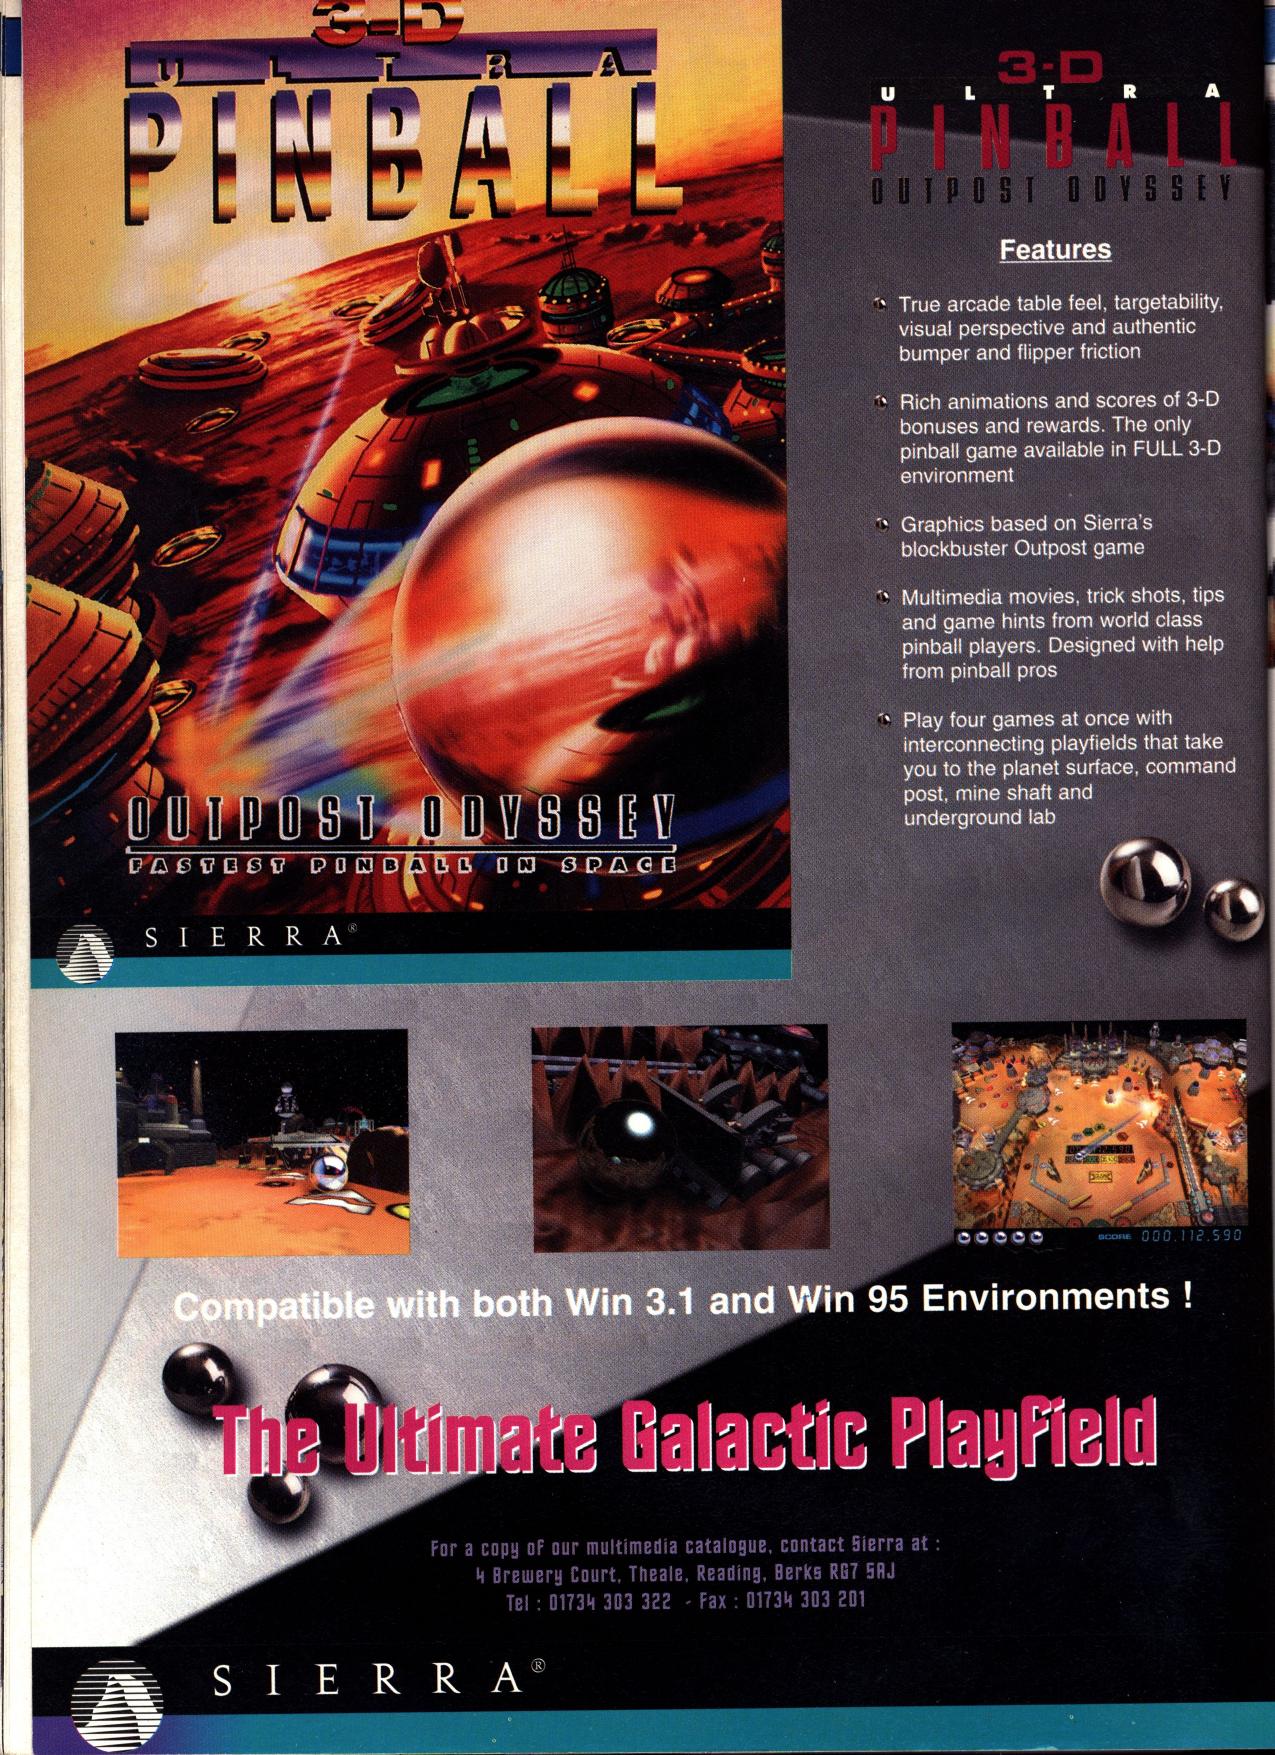 3-D
ULTRA
PINBALL
OUTPOST ODYSSEY
FASTEST PINBALL IN SPACE
SIERRA®
3-D
ULTRA
PINBALL
OUTPOST ODYSSEY
Features
True arcade table feel, targetability,
visual perspective and authentic
bumper and flipper friction
Rich animations and scores of 3-D
bonuses and rewards. The only
pinball game available in FULL 3-D
environment
Graphics based on Sierra's
blockbuster Outpost game
Multimedia movies, trick shots, tips
and game hints from world class
pinball players. Designed with help
from pinball pros
Play four games at once with
interconnecting playfields that take
you to the planet surface, command
post, mine shaft and
underground lab
SCORE 000.112.590
Compatible with both Win 3.1 and Win 95 Environments !
The Ultimate Galactic Playfield
For a copy of our multimedia catalogue, contact Sierra at :
4 Brewery Court, Theale, Reading, Berks RG7 5AJ
Tel : 01734 303 322 - Fax : 01734 303 201
SIERRA®